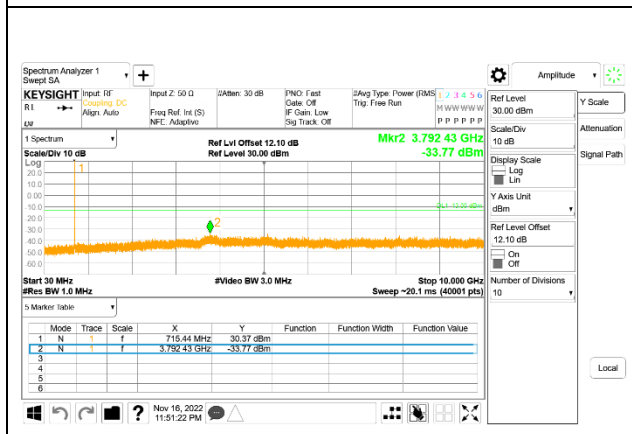 Spectrum Analyzer 1
Swept SA
+
Amplitude
KEYSIGHT Input: RF Input Z: 50 Ω #Atten: 30 dB PNO: Fast #Avg Type: Power (RMS 1 2 3 4 5 6
RL Coupling: DC Gate: Off Trig: Free Run M W W W W W
Align: Auto Freq Ref: Int (S) IF Gain: Low
NFE: Adaptive Sig Track: Off P P P P P P
1 Spectrum Ref Lvl Offset 12.10 dB Mkr2 3.792 43 GHz
Scale/Div 10 dB Ref Level 30.00 dBm -33.77 dBm
Log
20.0
10.0
0.00
-10.0
20.0
30.0
40.0
50.0
60.0
1
2
Start 30 MHz #Video BW 3.0 MHz Stop 10.000 GHz
#Res BW 1.0 MHz Sweep ~20.1 ms (40001 pts)
5 Marker Table
Mode Trace Scale X Y Function Function Width Function Value
1 N 1 f 715.44 MHz 30.37 dBm
2 N 1 f 3.792 43 GHz -33.77 dBm
3
4
5
6
Ref Level
30.00 dBm
Scale/Div
10 dB
Display Scale
Log
Lin
Y Axis Unit
dBm
Ref Level Offset
12.10 dB
On
Off
Number of Divisions
10
Y Scale
Attenuation
Signal Path
Local
? Nov 16, 2022
11:51:22 PM